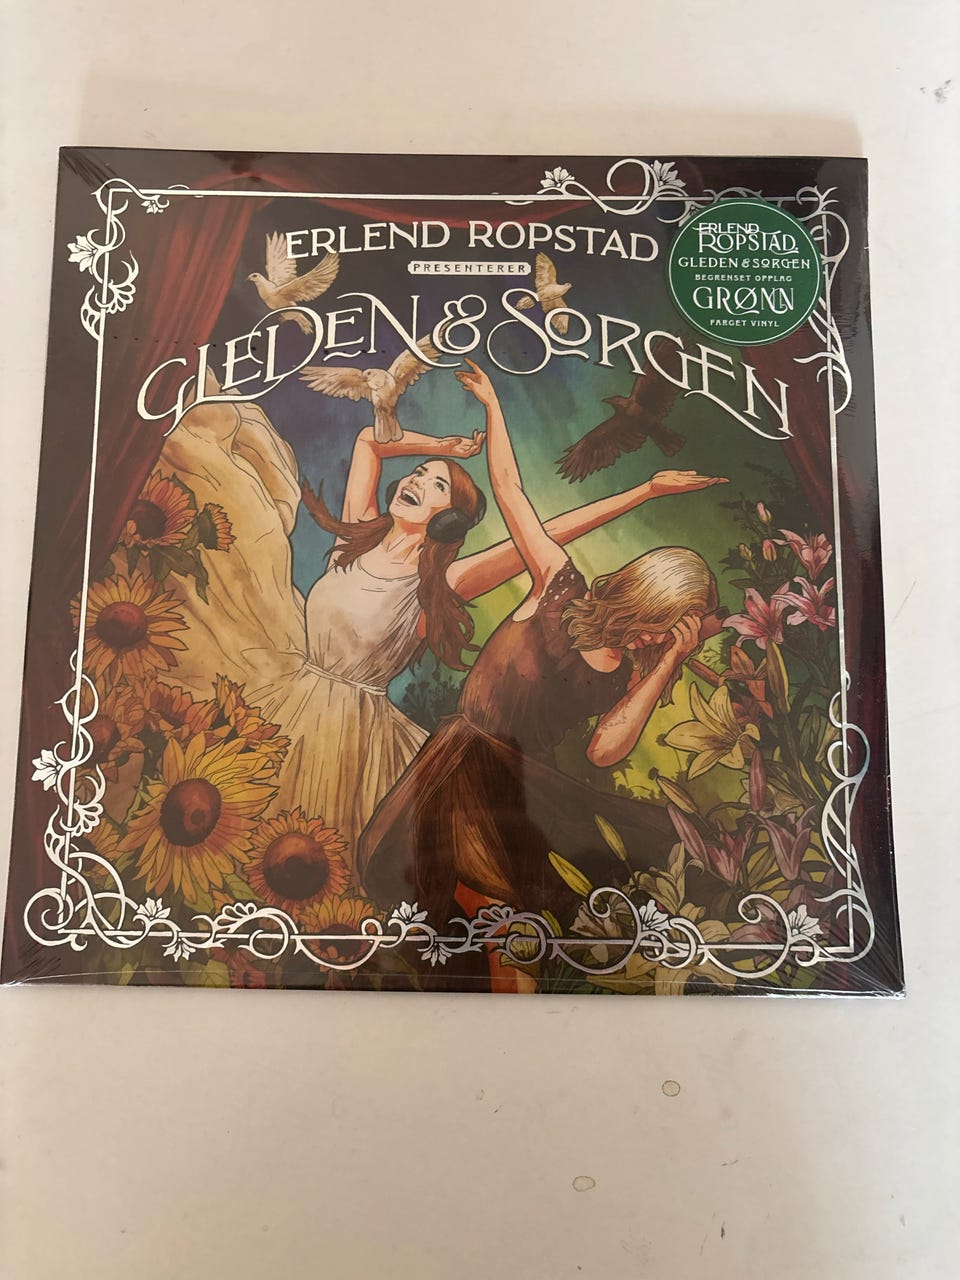 ERLEND ROPSTAD
PRESENTERER
GLEDEN & SORGEN
ERLEND
ROPSTAD
GLEDEN & SORGEN
BEGRENSET OPPLAG
GRØNN
FARGET VINYL